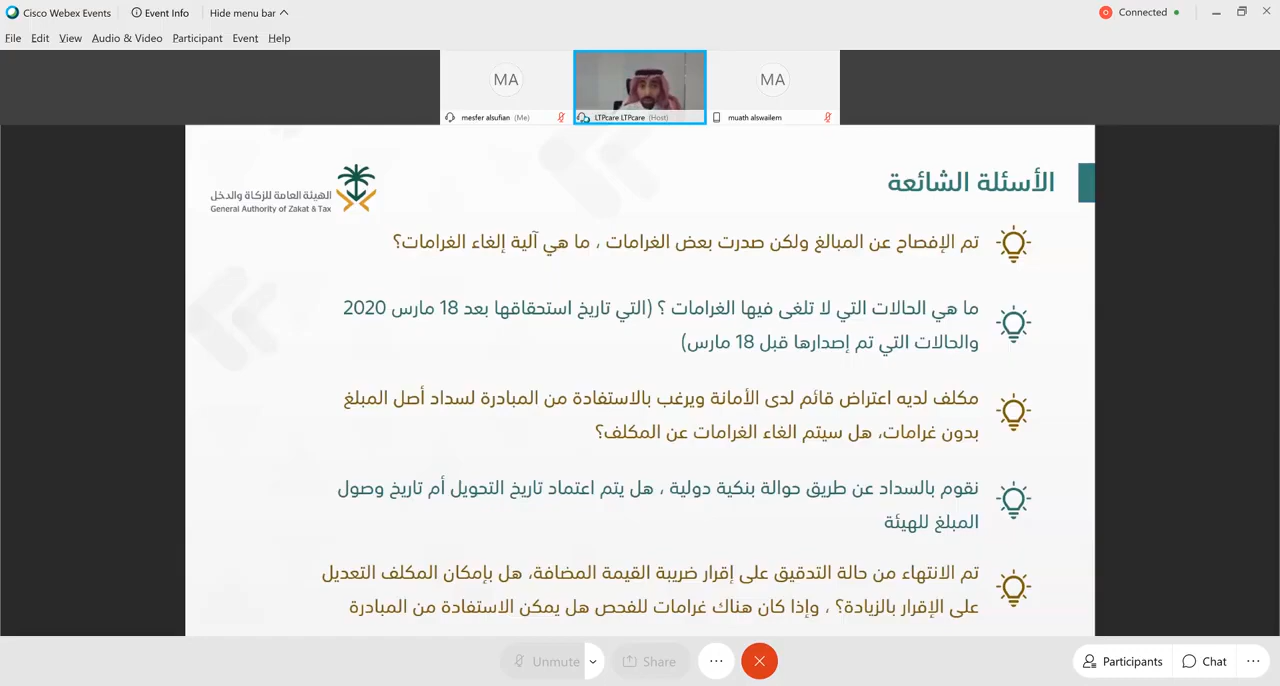 Cisco Webex Events
Event Info
Hide menu bar
Connected
File Edit View Audio & Video Participant Event Help
MA
MA
mesfer alsufian (Me)
LTPcare LTPcare (Host)
muath alswailem
الهيئة العامة للزكاة والدخل
General Authority of Zakat & Tax
الأسئلة الشائعة
تم الإفصاح عن المبالغ ولكن صدرت بعض الغرامات ، ما هي آلية إلغاء الغرامات؟
ما هي الحالات التي لا تلغى فيها الغرامات ؟ (التي تاريخ استحقاقها بعد 18 مارس 2020
والحالات التي تم إصدارها قبل 18 مارس)
مكلف لديه اعتراض قائم لدى الأمانة ويرغب بالاستفادة من المبادرة لسداد أصل المبلغ
بدون غرامات، هل سيتم الغاء الغرامات عن المكلف؟
نقوم بالسداد عن طريق حوالة بنكية دولية ، هل يتم اعتماد تاريخ التحويل أم تاريخ وصول
المبلغ للهيئة
تم الانتهاء من حالة التدقيق على إقرار ضريبة القيمة المضافة، هل بإمكان المكلف التعديل
على الإقرار بالزيادة؟ ، وإذا كان هناك غرامات للفحص هل يمكن الاستفادة من المبادرة
Unmute
Share
Participants
Chat